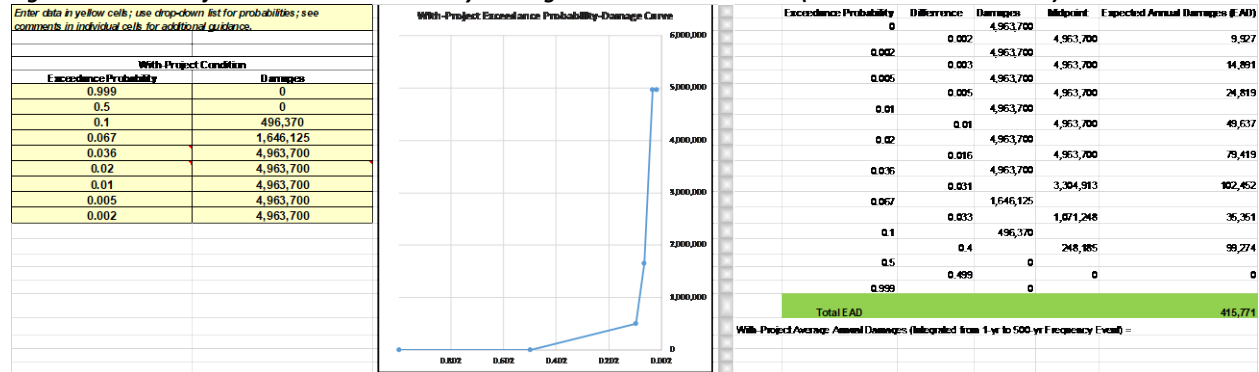 Enter data in yellow cells; use drop-down list for probabilities; see
comments in individual cells for additional guidance.
With-Project Condition
Exceedance Probability Damages
0.999 0
0.5 0
0.1 496,370
0.067 1,646,125
0.036 4,963,700
0.02 4,963,700
0.01 4,963,700
0.005 4,963,700
0.002 4,963,700
With-Project Exceedance Probability-Damage Curve
6,000,000
5,000,000
4,000,000
3,000,000
2,000,000
1,000,000
0
0.802 0.602 0.402 0.202 0.002
Exceedance Probability Differrence Damages Midpoint Expected Annual Damages (EAD)
0 4,963,700
0.002 4,963,700 9,927
0.002 4,963,700
0.003 4,963,700 14,891
0.005 4,963,700
0.005 4,963,700 24,819
0.01 4,963,700
0.01 4,963,700 49,637
0.02 4,963,700
0.016 4,963,700 79,419
0.036 4,963,700
0.031 3,304,913 102,452
0.067 1,646,125
0.033 1,071,248 35,351
0.1 496,370
0.4 248,185 99,274
0.5 0
0.499 0 0
0.999 0
Total EAD 415,771
With-Project Average Annual Damages (Integrated from 1-yr to 500-yr Frequency Event) =